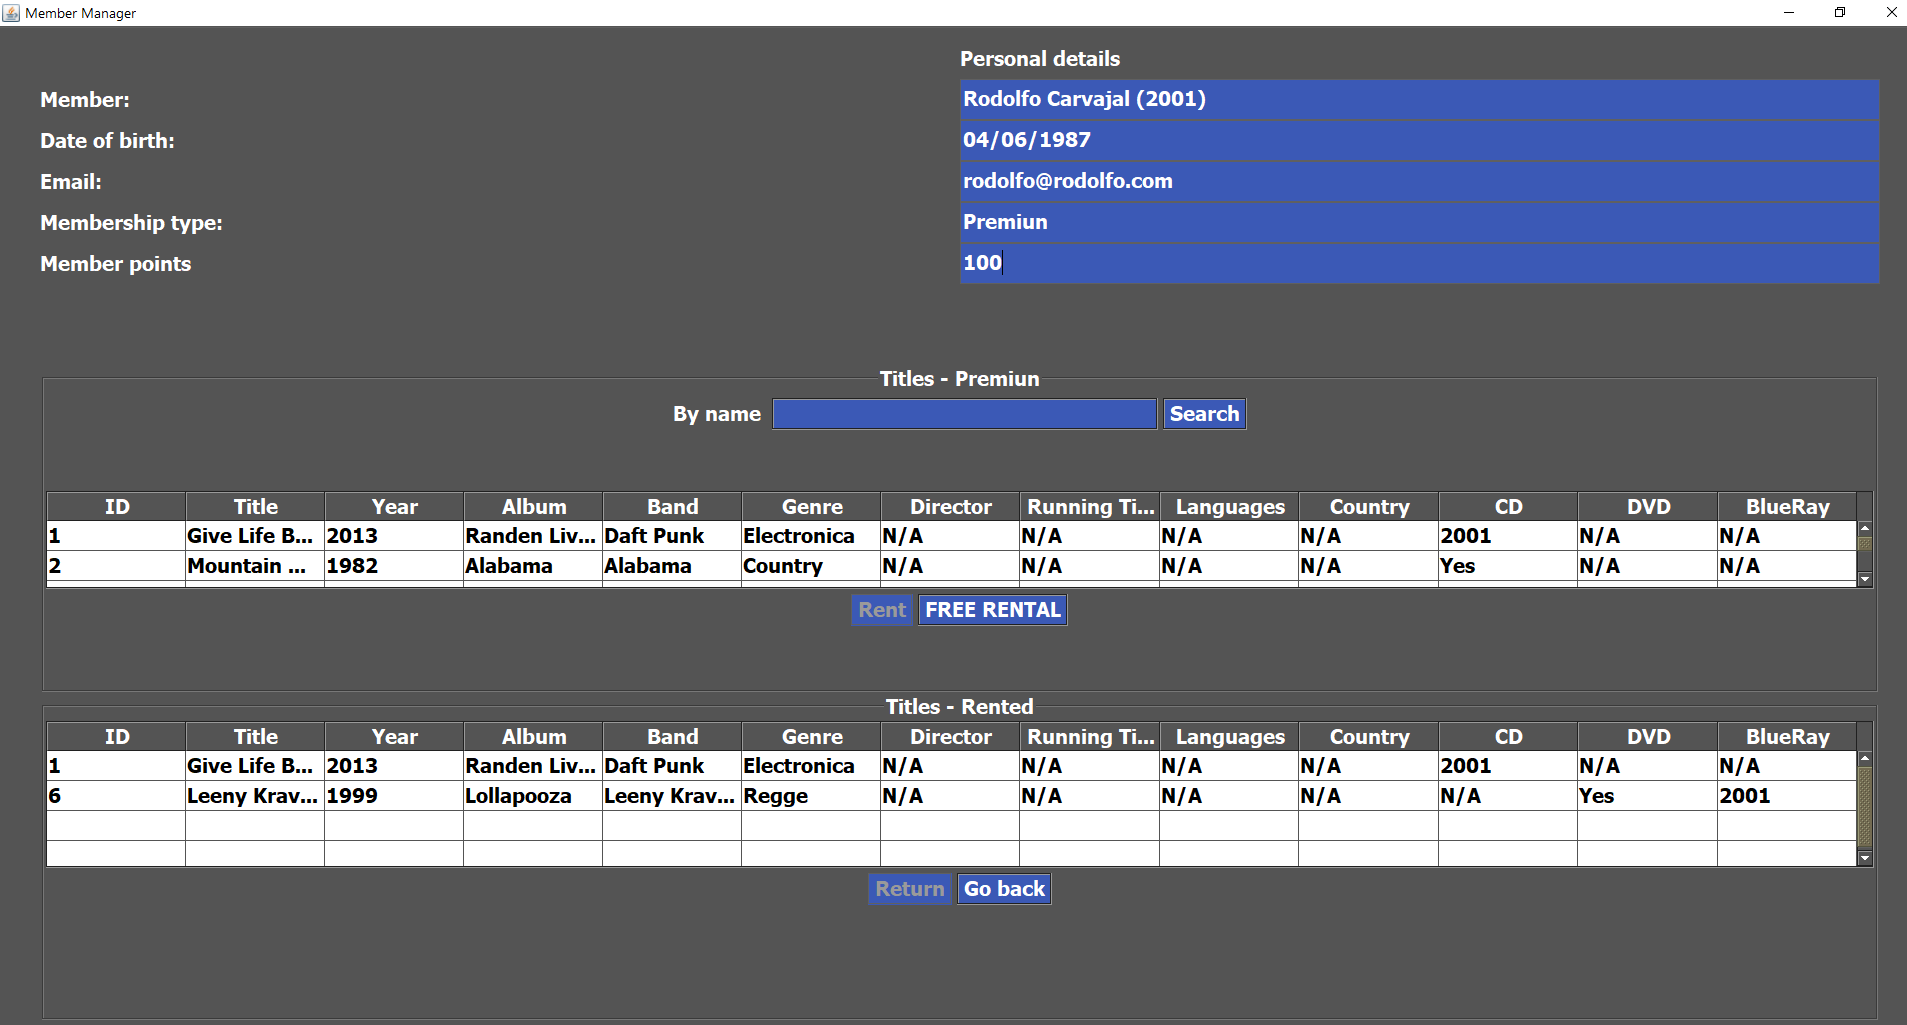 Member Manager
Personal details
Member: Rodolfo Carvajal (2001)
Date of birth: 04/06/1987
Email: rodolfo@rodolfo.com
Membership type: Premiun
Member points 100
Titles - Premiun
By name Search
ID Title Year Album Band Genre Director Running Ti... Languages Country CD DVD BlueRay
1 Give Life B... 2013 Randen Liv... Daft Punk Electronica N/A N/A N/A N/A 2001 N/A N/A
2 Mountain ... 1982 Alabama Alabama Country N/A N/A N/A N/A Yes N/A N/A
Rent FREE RENTAL
Titles - Rented
ID Title Year Album Band Genre Director Running Ti... Languages Country CD DVD BlueRay
1 Give Life B... 2013 Randen Liv... Daft Punk Electronica N/A N/A N/A N/A 2001 N/A N/A
6 Leeny Krav... 1999 Lollapooza Leeny Krav... Regge N/A N/A N/A N/A N/A Yes 2001
Return Go back